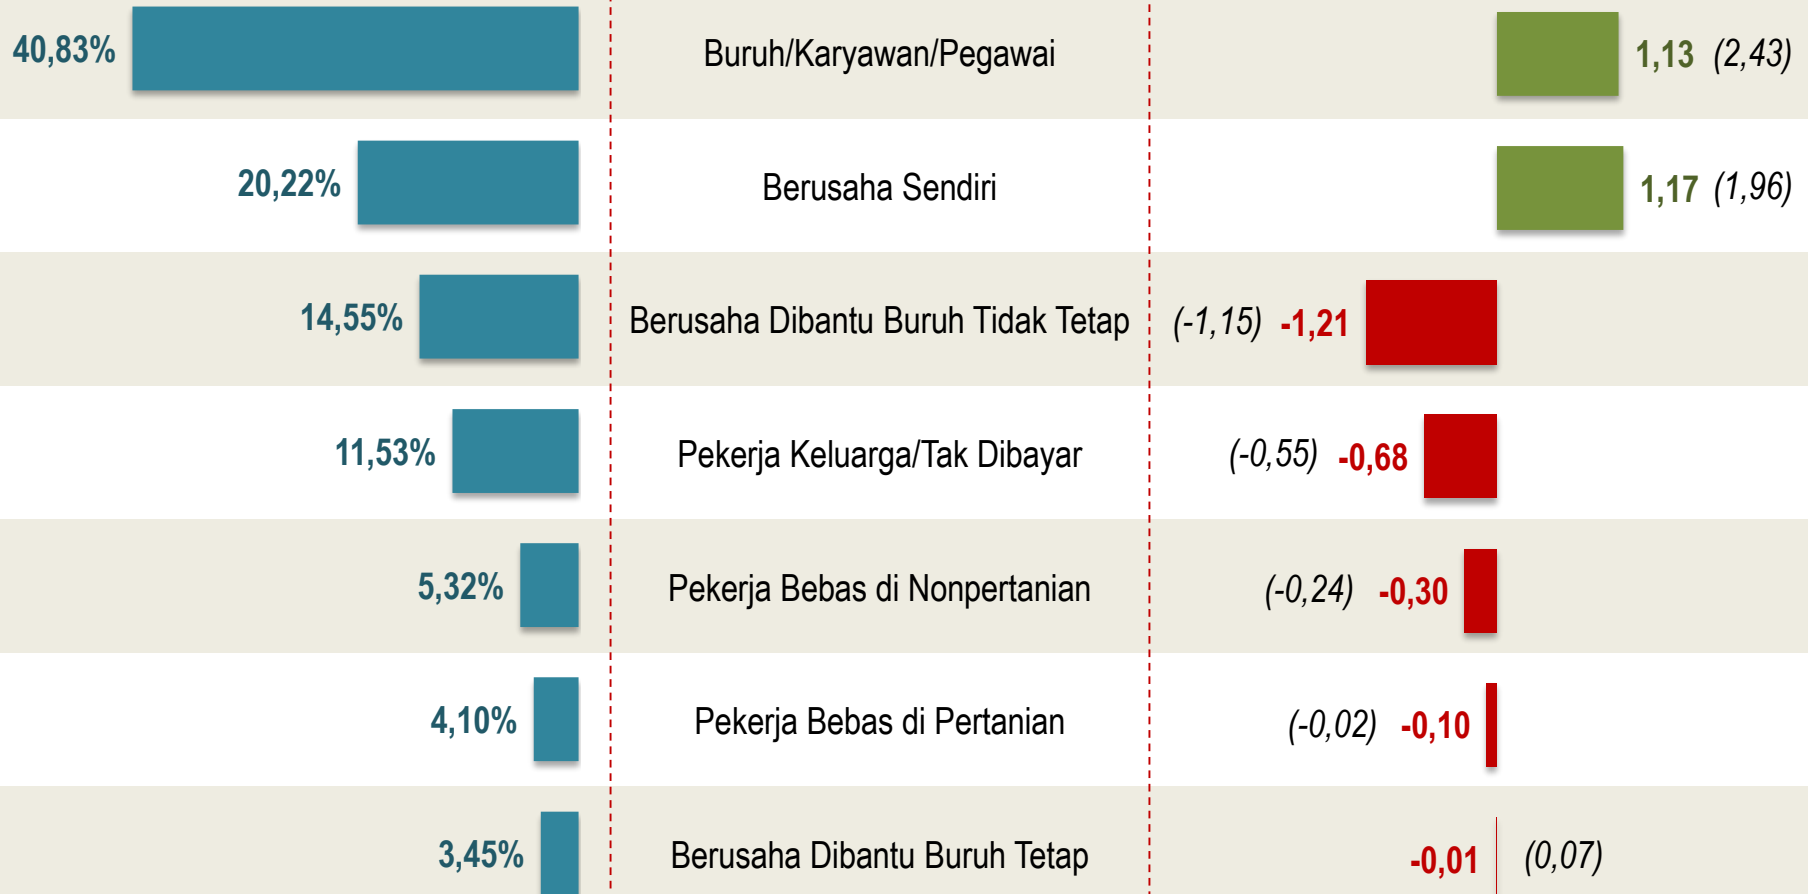 40,83% Buruh/Karyawan/Pegawai 1,13 (2,43)
20,22% Berusaha Sendiri 1,17 (1,96)
14,55% Berusaha Dibantu Buruh Tidak Tetap (-1,15) -1,21
11,53% Pekerja Keluarga/Tak Dibayar (-0,55) -0,68
5,32% Pekerja Bebas di Nonpertanian (-0,24) -0,30
4,10% Pekerja Bebas di Pertanian (-0,02) -0,10
3,45% Berusaha Dibantu Buruh Tetap -0,01 (0,07)